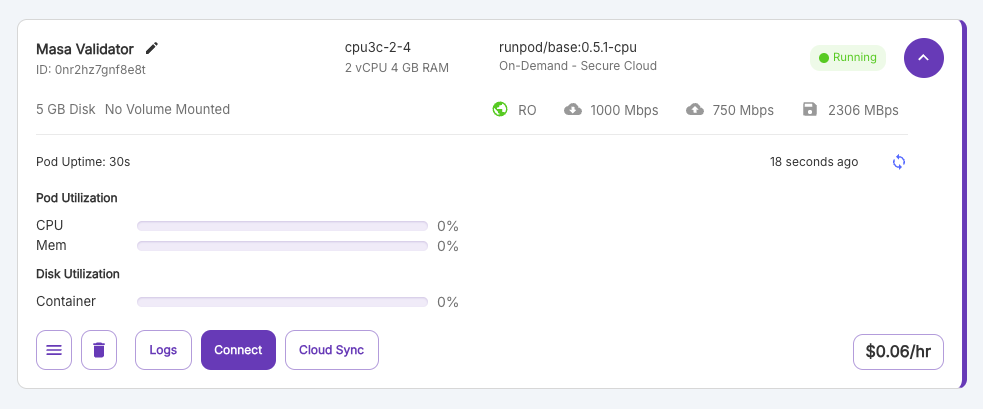 Masa Validator
ID: 0nr2hz7gnf8e8t
cpu3c-2-4
2 vCPU 4 GB RAM
runpod/base:0.5.1-cpu
On-Demand - Secure Cloud
Running
5 GB Disk No Volume Mounted
RO
1000 Mbps
750 Mbps
2306 MBps
Pod Uptime: 30s
18 seconds ago
Pod Utilization
CPU 0%
Mem 0%
Disk Utilization
Container 0%
Logs
Connect
Cloud Sync
$0.06/hr